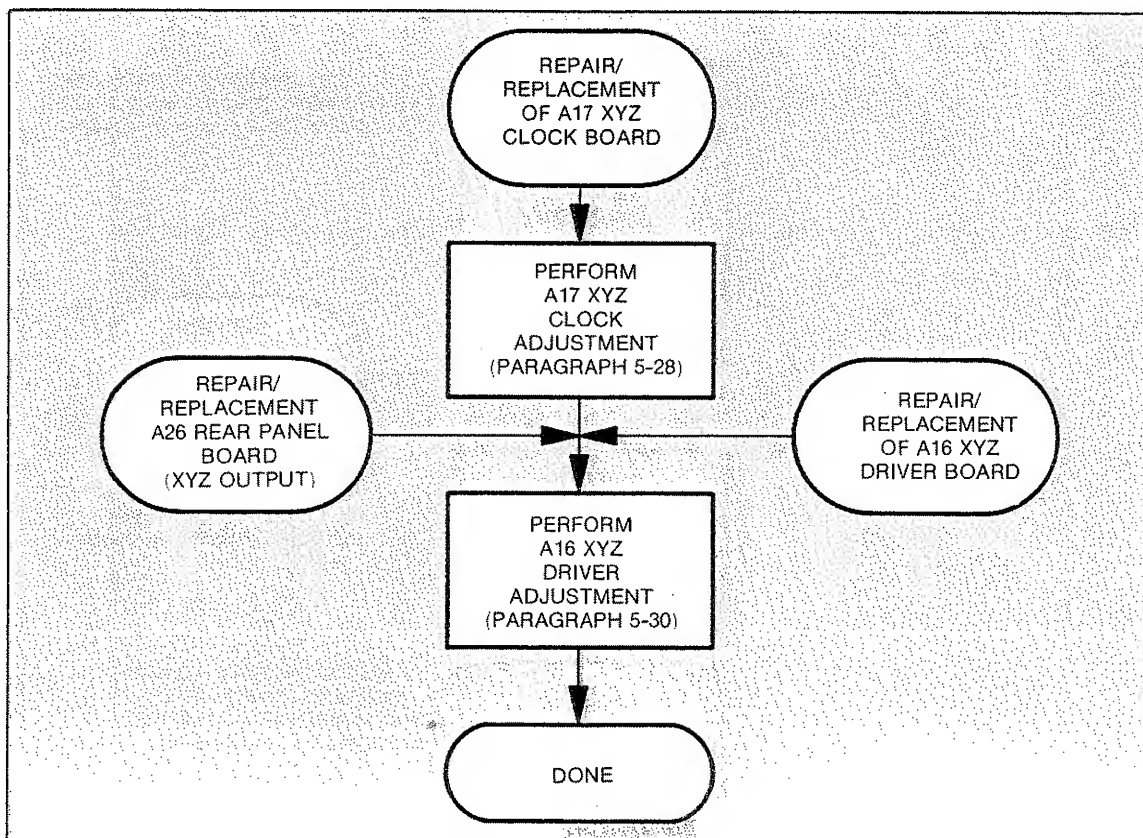 REPAIR/
REPLACEMENT
OF A17 XYZ
CLOCK BOARD
PERFORM
A17 XYZ
CLOCK
ADJUSTMENT
(PARAGRAPH 5-28)
REPAIR/
REPLACEMENT
A26 REAR PANEL
BOARD
(XYZ OUTPUT)
REPAIR/
REPLACEMENT
OF A16 XYZ
DRIVER BOARD
PERFORM
A16 XYZ
DRIVER
ADJUSTMENT
(PARAGRAPH 5-30)
DONE